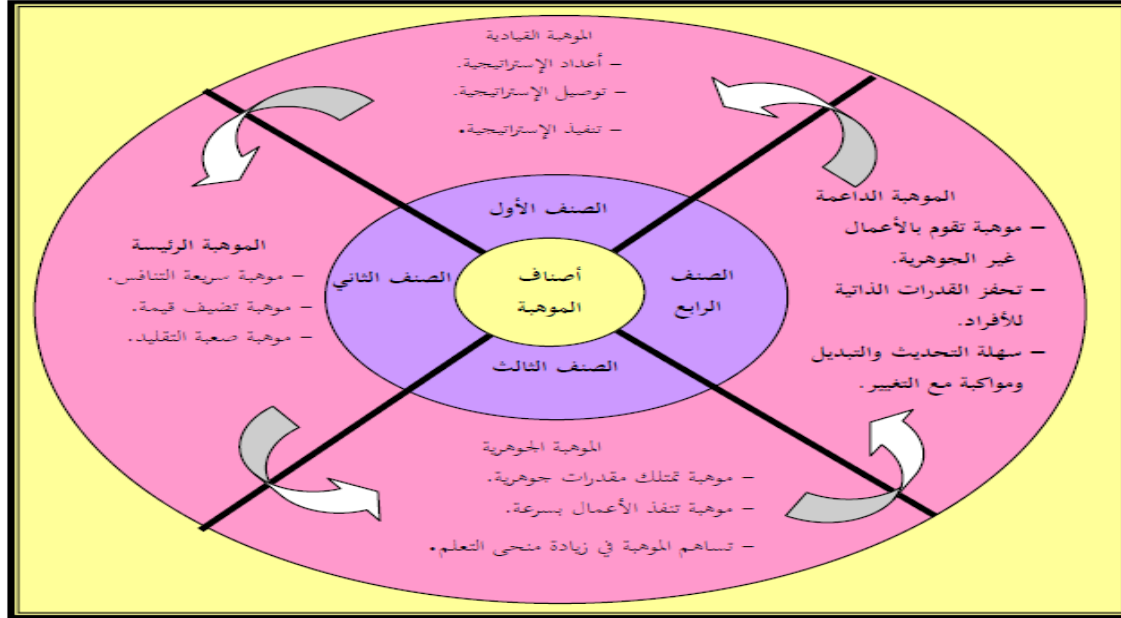 أصناف
الموهبة
الصنف الأول
الموهبة القيادية
– أعداد الإستراتيجية.
– توصيل الإستراتيجية.
– تنفيذ الإستراتيجية.
الصنف الثاني
الموهبة الرئيسة
– موهبة سريعة التنافس.
– موهبة تضيف قيمة.
– موهبة صعبة التقليد.
الصنف الثالث
الموهبة الجوهرية
– موهبة تمتلك مقدرات جوهرية.
– موهبة تنفذ الأعمال بسرعة.
– تساهم الموهبة في زيادة منحى التعلم.
الصنف
الرابع
الموهبة الداعمة
– موهبة تقوم بالأعمال
غير الجوهرية.
– تحفز القدرات الذاتية
للأفراد.
– سهلة التحديث والتبديل
ومواكبة مع التغيير.